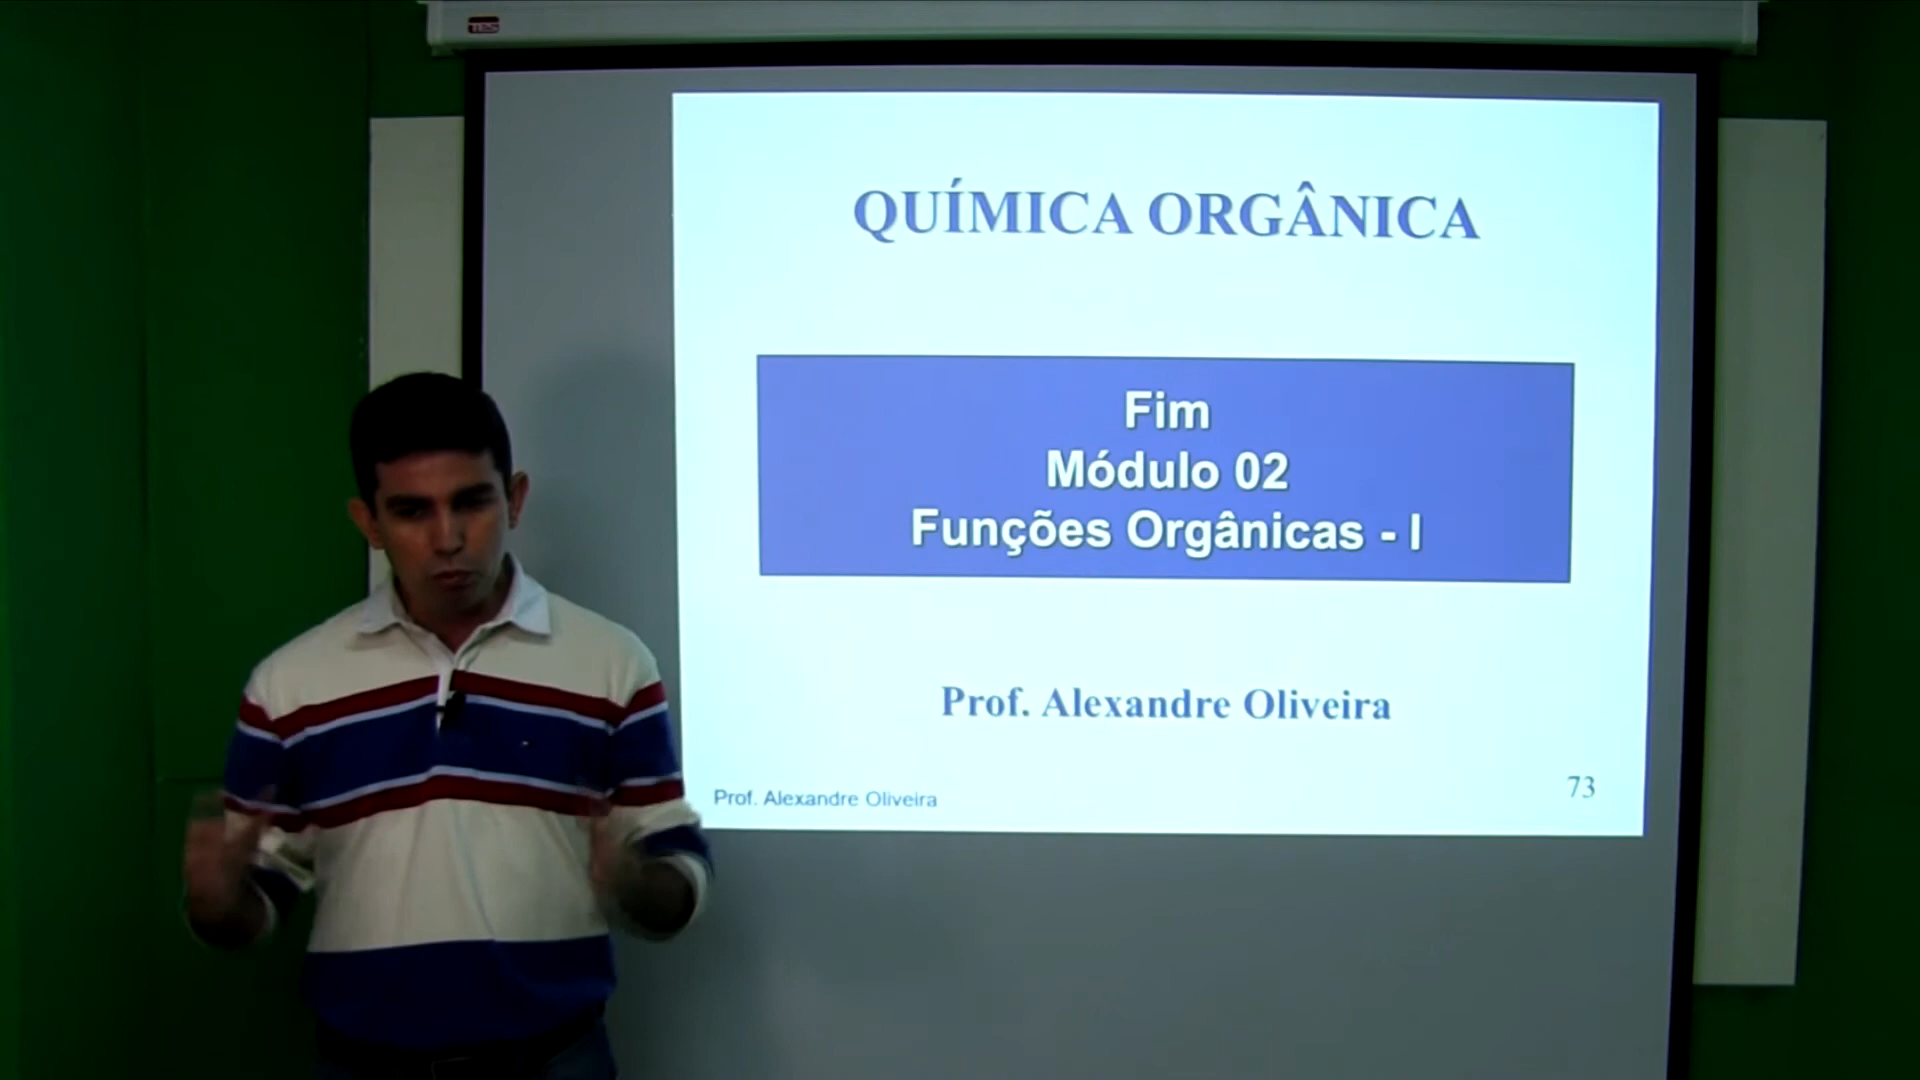 QUÍMICA ORGÂNICA
Fim
Módulo 02
Funções Orgânicas - I
Prof. Alexandre Oliveira
Prof. Alexandre Oliveira
73